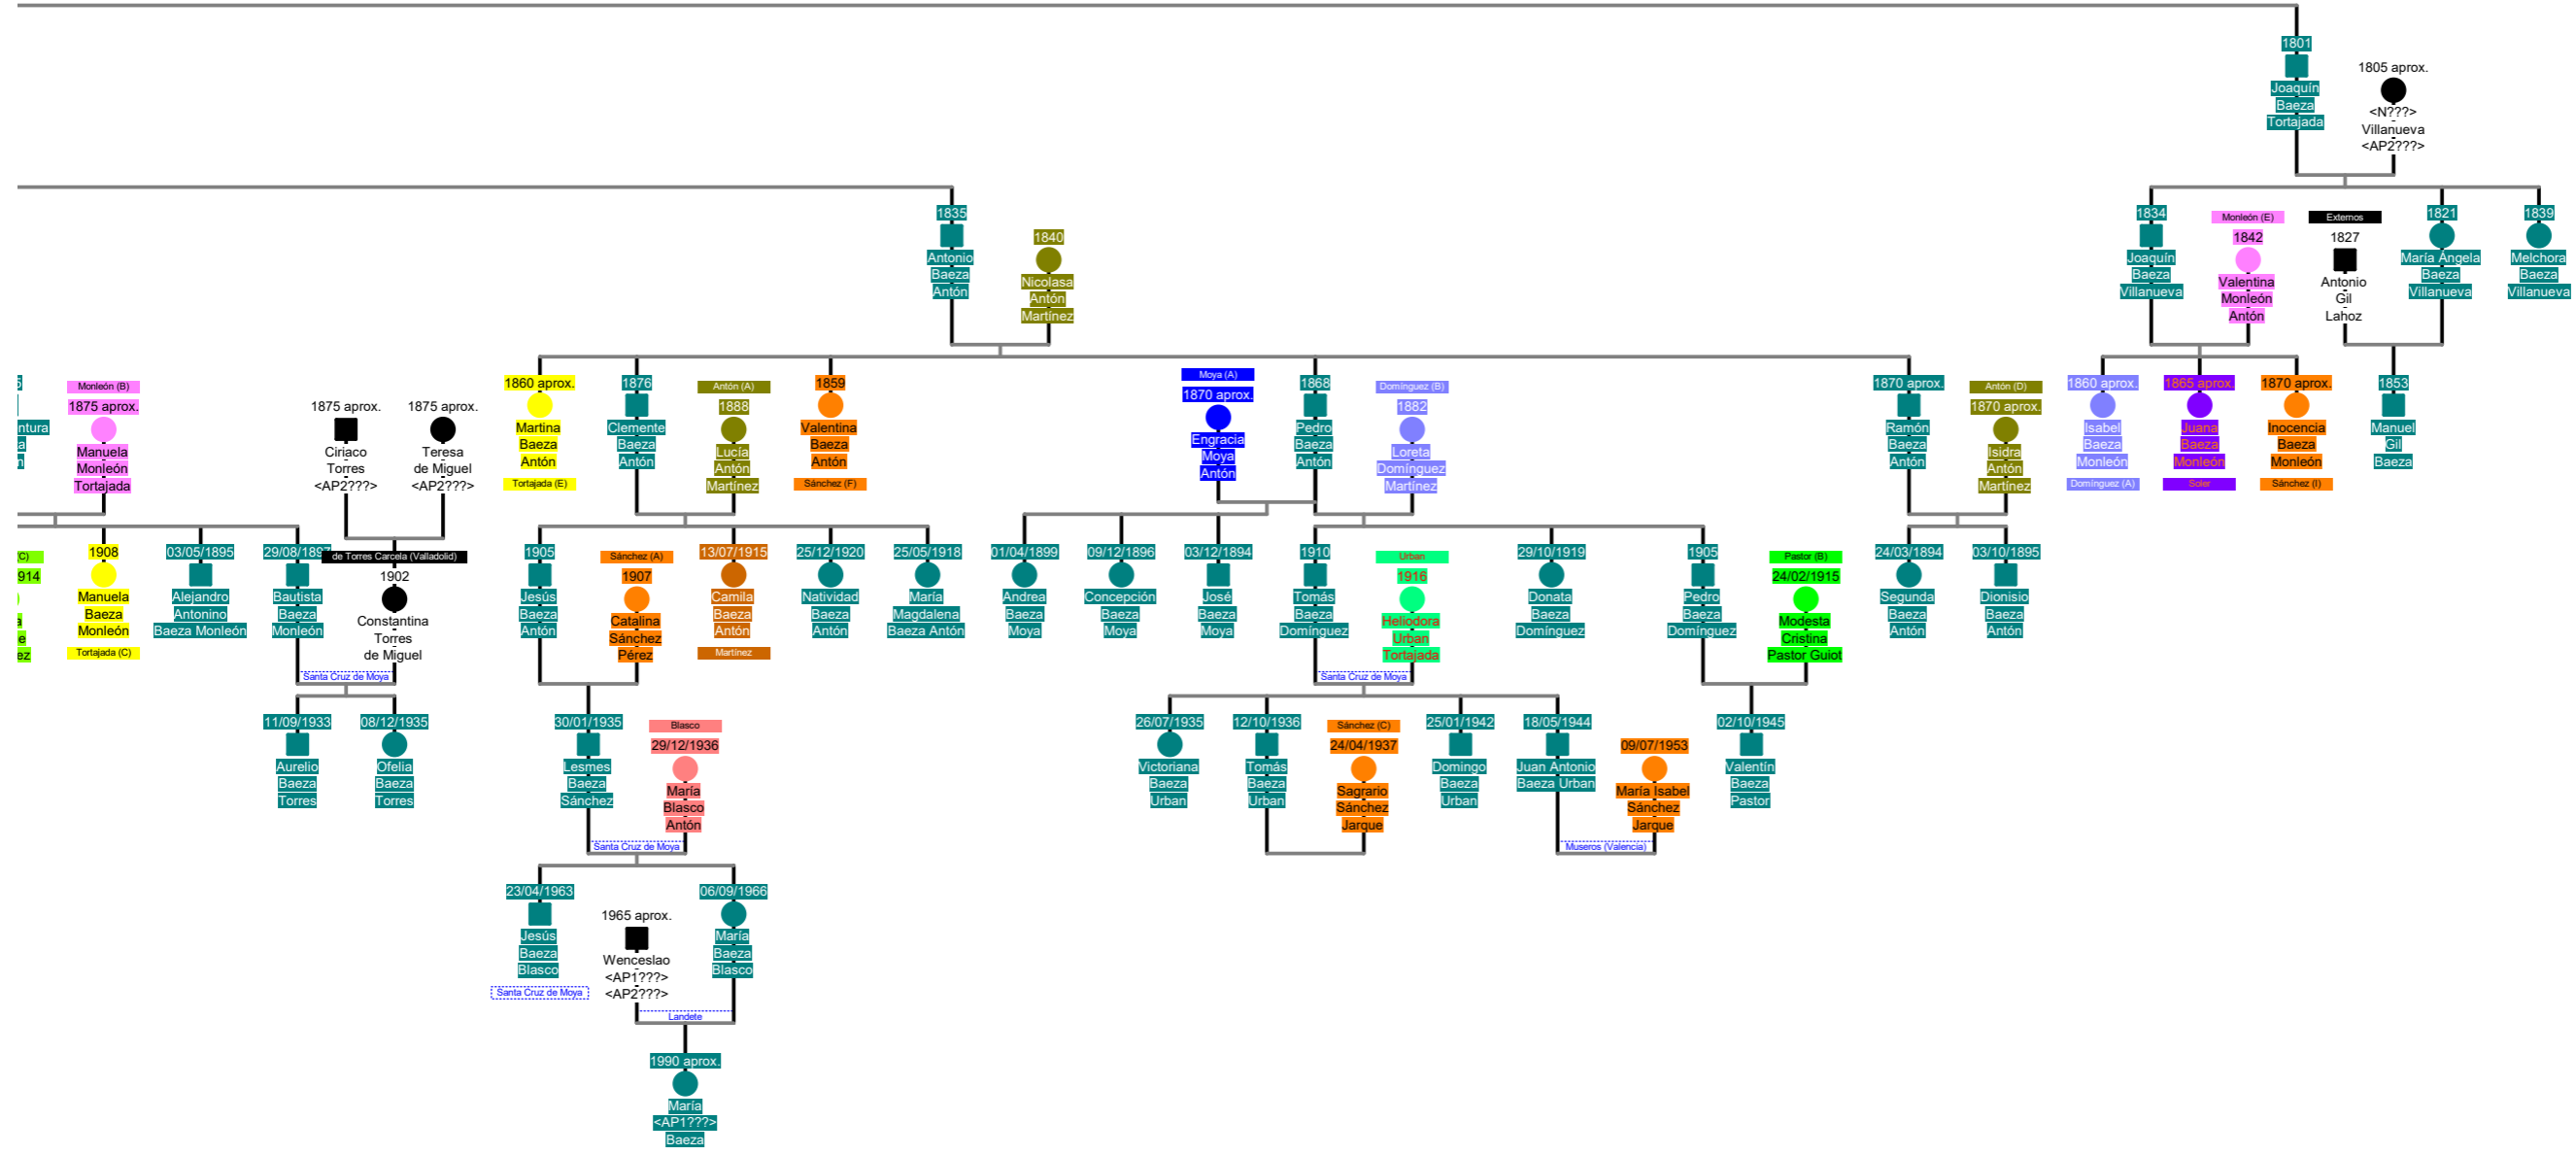 1801
Joaquín
Baeza
Tortajada
1805 aprox.
<N???>
Villanueva
<AP2???>
1835
Antonio
Baeza
Antón
1840
Nicolasa
Antón
Martínez
1834
Joaquín
Baeza
Villanueva
Monleón (E)
1842
Valentina
Monleón
Antón
Externos
1827
Antonio
Gil
Lahoz
1821
María Ángela
Baeza
Villanueva
1839
Melchora
Baeza
Villanueva
Monleón (B)
1875 aprox.
Manuela
Monleón
Tortajada
1875 aprox.
Ciriaco
Torres
<AP2???>
1875 aprox.
Teresa
de Miguel
<AP2???>
1860 aprox.
Martina
Baeza
Antón
Tortajada (E)
1876
Clemente
Baeza
Antón
Antón (A)
1888
Lucía
Antón
Martínez
1859
Valentina
Baeza
Antón
Sánchez (F)
Moya (A)
1870 aprox.
Engracia
Moya
Antón
1868
Pedro
Baeza
Antón
Domínguez (B)
1882
Loreta
Domínguez
Martínez
1870 aprox.
Ramón
Baeza
Antón
Antón (D)
1870 aprox.
Isidra
Antón
Martínez
1860 aprox.
Isabel
Baeza
Monleón
Domínguez (A)
1865 aprox.
Juana
Baeza
Monleón
Soler
1870 aprox.
Inocencia
Baeza
Monleón
Sánchez (I)
1853
Manuel
Gil
Baeza
1908
Manuela
Baeza
Monleón
Tortajada (C)
03/05/1895
Alejandro
Antonino
Baeza Monleón
29/08/1897
Bautista
Baeza
Monleón
de Torres Carcela (Valladolid)
1902
Constantina
Torres
de Miguel
Santa Cruz de Moya
1905
Jesús
Baeza
Antón
Sánchez (A)
1907
Catalina
Sánchez
Pérez
13/07/1915
Camila
Baeza
Antón
Martínez
25/12/1920
Natividad
Baeza
Antón
25/05/1918
María
Magdalena
Baeza Antón
01/04/1899
Andrea
Baeza
Moya
09/12/1896
Concepción
Baeza
Moya
03/12/1894
José
Baeza
Moya
1910
Tomás
Baeza
Domínguez
Urban
1916
Heliodora
Urban
Tortajada
Santa Cruz de Moya
29/10/1919
Donata
Baeza
Domínguez
1905
Pedro
Baeza
Domínguez
Pastor (B)
24/02/1915
Modesta
Cristina
Pastor Guiot
24/03/1894
Segunda
Baeza
Antón
03/10/1895
Dionisio
Baeza
Antón
11/09/1933
Aurelio
Baeza
Torres
08/12/1935
Ofelia
Baeza
Torres
30/01/1935
Lesmes
Baeza
Sánchez
Blasco
29/12/1936
María
Blasco
Antón
Santa Cruz de Moya
26/07/1935
Victoriana
Baeza
Urban
12/10/1936
Tomás
Baeza
Urban
Sánchez (C)
24/04/1937
Sagrario
Sánchez
Jarque
25/01/1942
Domingo
Baeza
Urban
18/05/1944
Juan Antonio
Baeza Urban
09/07/1953
María Isabel
Sánchez
Jarque
Museros (Valencia)
02/10/1945
Valentín
Baeza
Pastor
23/04/1963
Jesús
Baeza
Blasco
Santa Cruz de Moya
1965 aprox.
Wenceslao
<AP1???>
<AP2???>
06/09/1966
María
Baeza
Blasco
Landete
1990 aprox.
María
<AP1???>
Baeza